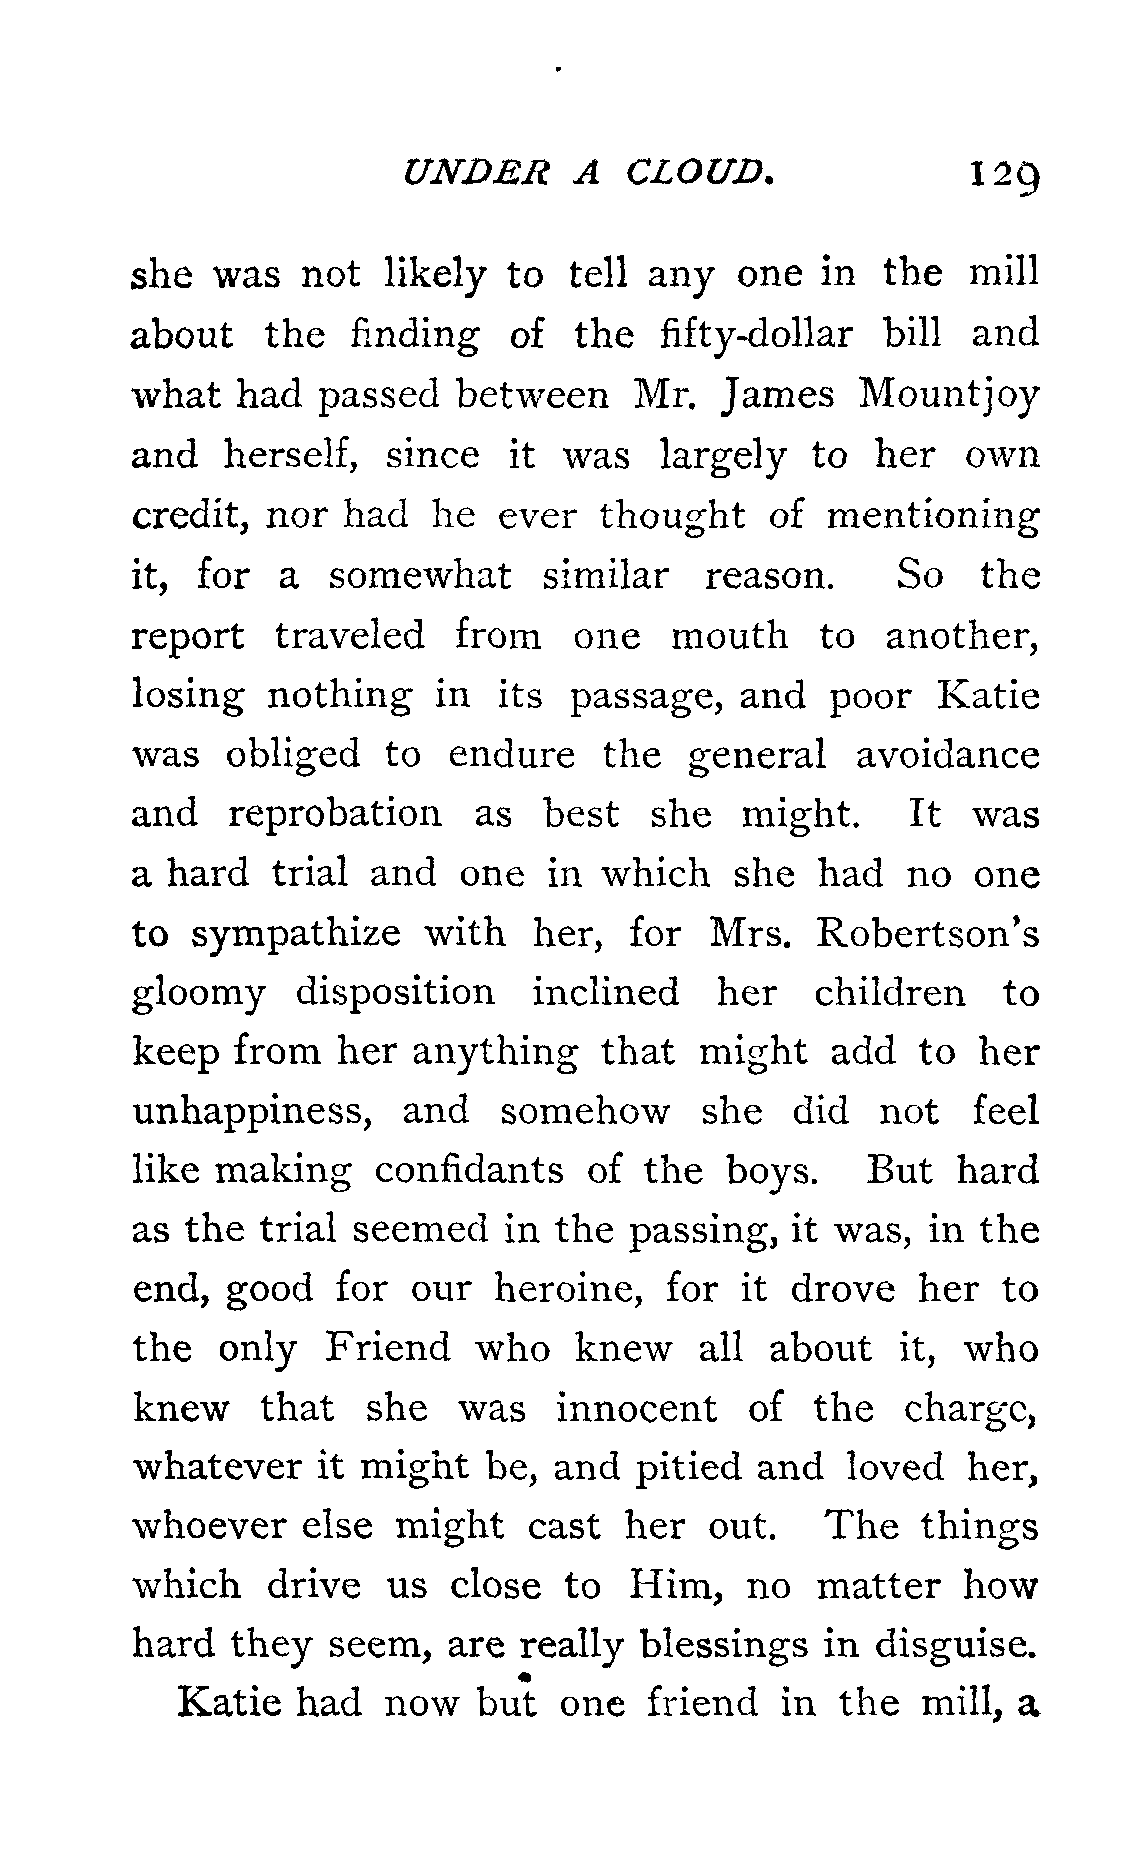 UNDER A CLOUD. 129
she was not likely to tell any one in the mill
about the finding of the fifty-dollar bill and
what had passed between Mr. James Mountjoy
and herself, since it was largely to her own
credit, nor had he ever thought of mentioning
it, for a somewhat similar reason. So the
report traveled from one mouth to another,
losing nothing in its passage, and poor Katie
was obliged to endure the general avoidance
and reprobation as best she might. It was
a hard trial and one in which she had no one
to sympathize with her, for Mrs. Robertson's
gloomy disposition inclined her children to
keep from her anything that might add to her
unhappiness, and somehow she did not feel
like making confidants of the boys. But hard
as the trial seemed in the passing, it was, in the
end, good for our heroine, for it drove her to
the only Friend who knew all about it, who
knew that she was innocent of the charge,
whatever it might be, and pitied and loved her,
whoever else might cast her out. The things
which drive us close to Him, no matter how
hard they seem, are really blessings in disguise.
Katie had now but one friend in the mill, a